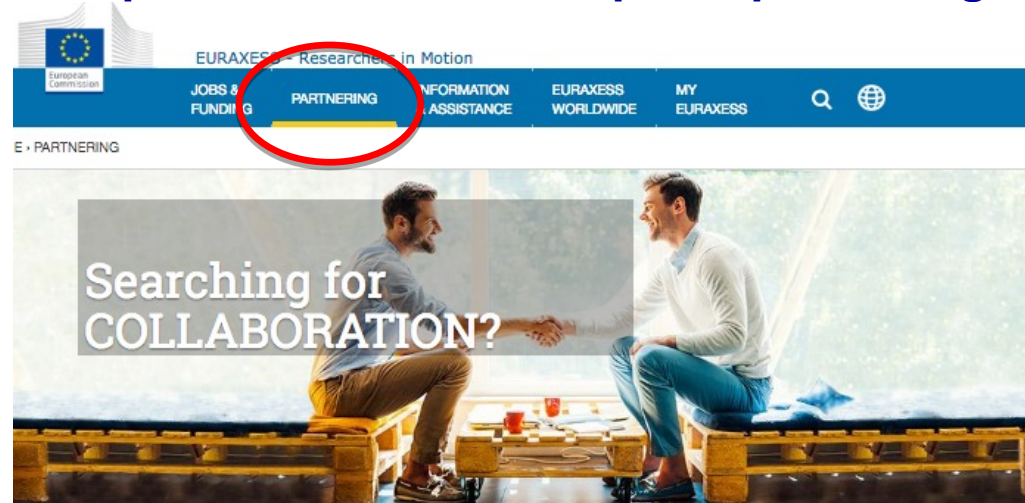 EURAXESS - Researchers in Motion
European
Commission
JOBS &
FUNDING
PARTNERING
INFORMATION
& ASSISTANCE
EURAXESS
WORLDWIDE
MY
EURAXESS
E › PARTNERING
Searching for
COLLABORATION?